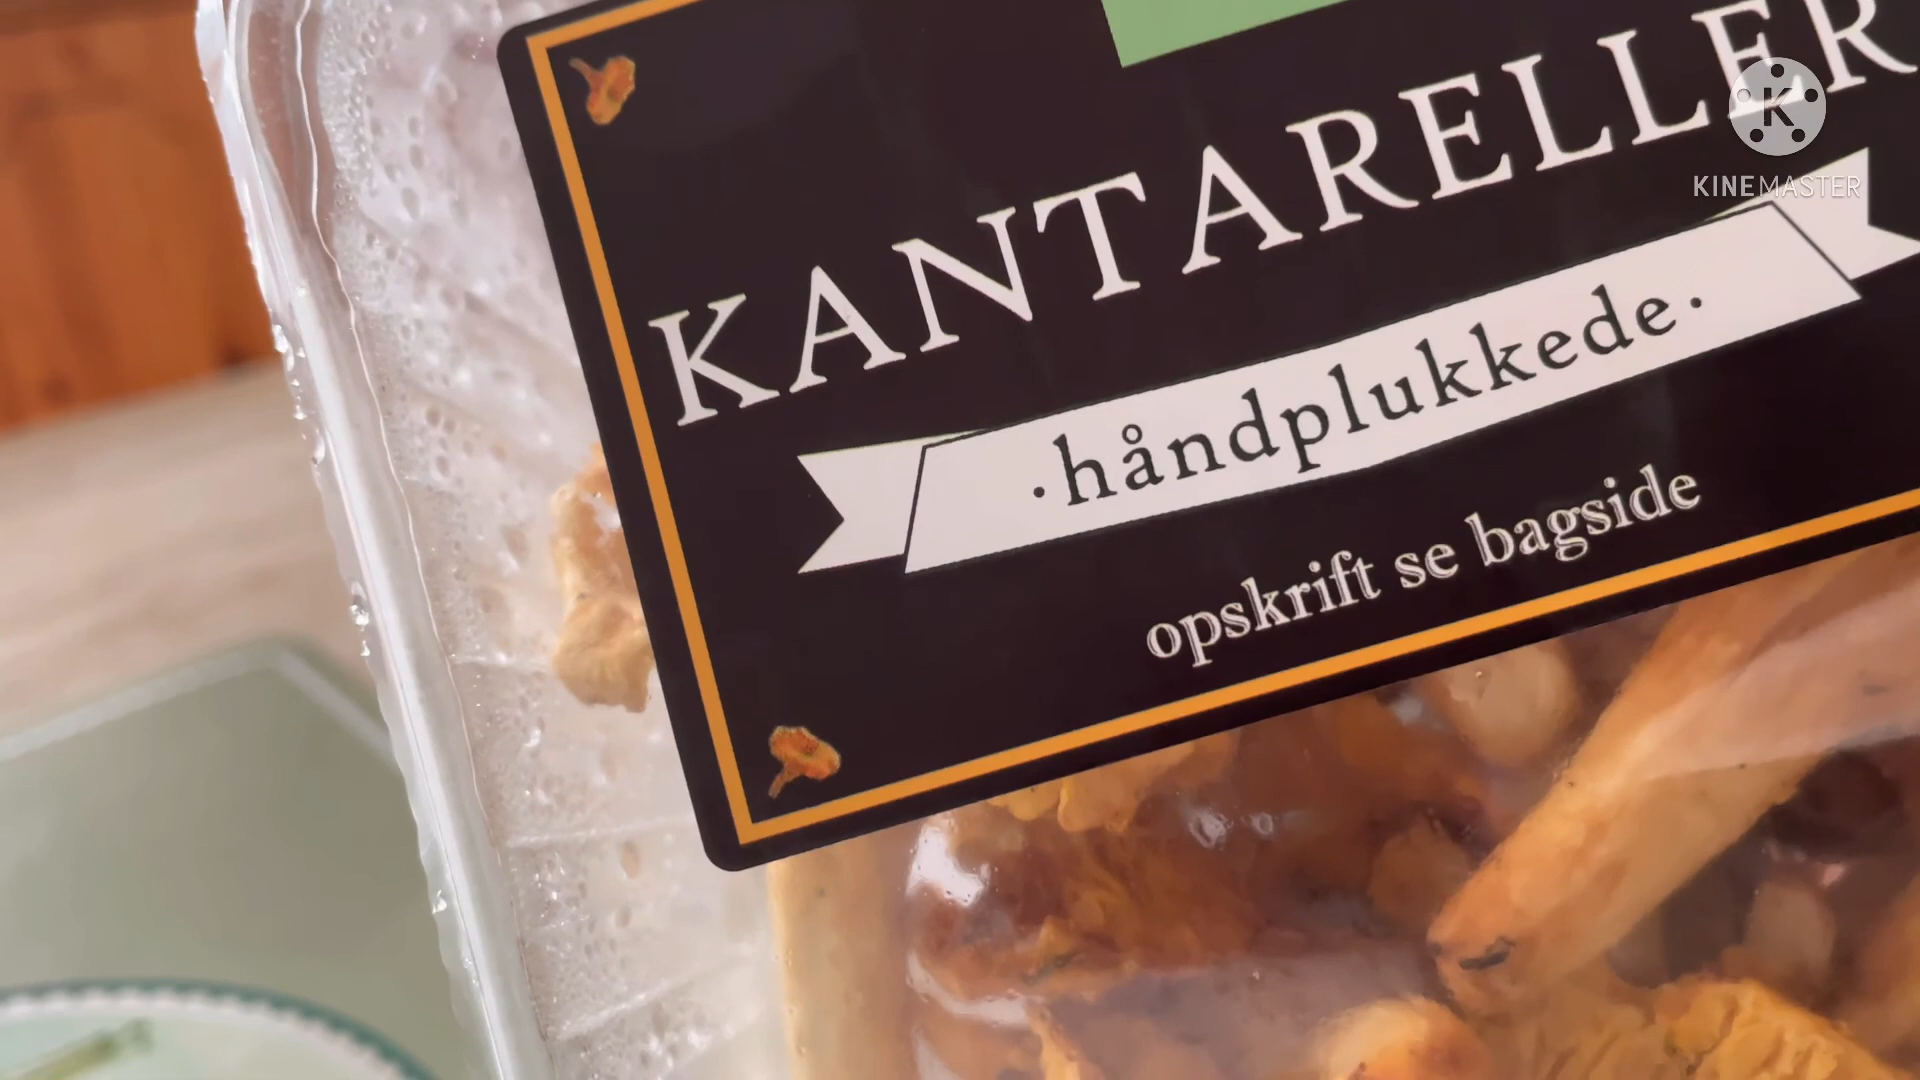 KANTARELLER
K
KINEMASTER
·håndplukkede·
opskrift se bagside